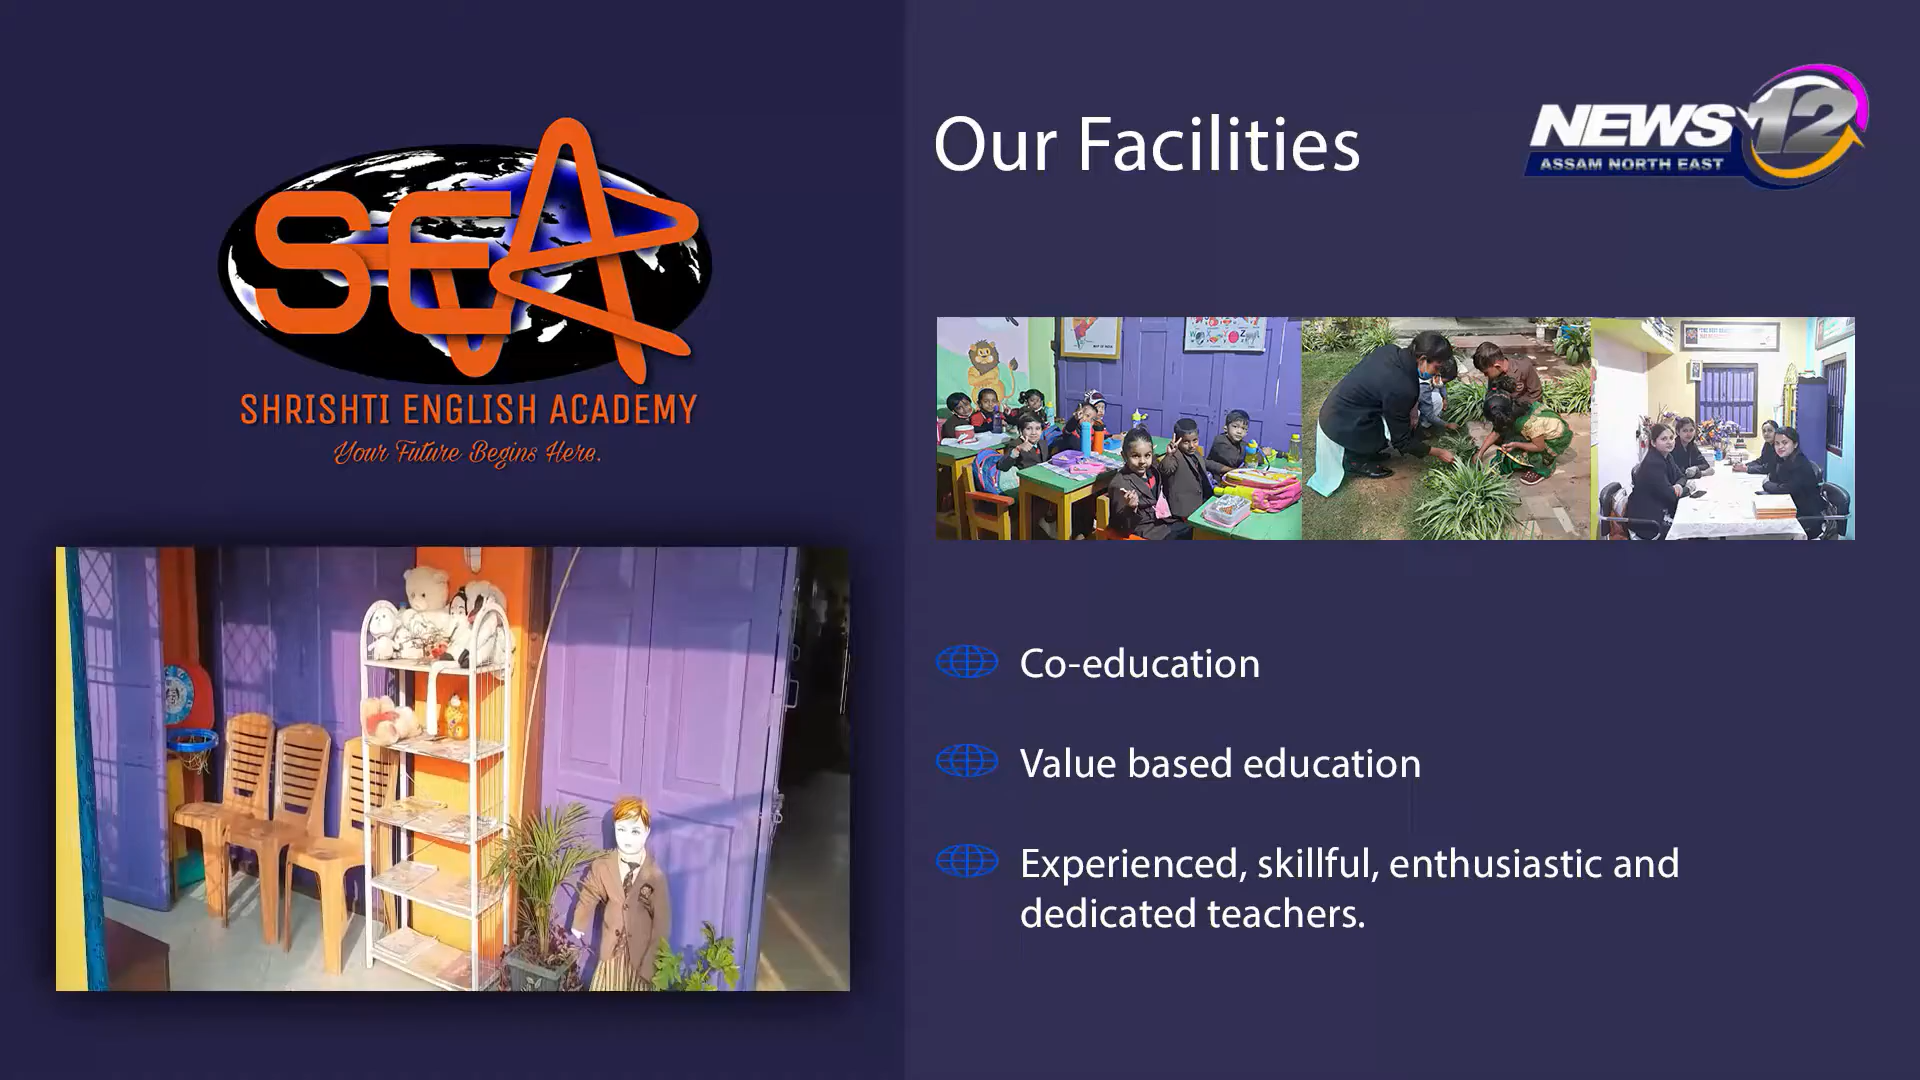 SEA
SHRISHTI ENGLISH ACADEMY
Your Future Begins Here.
Our Facilities
NEWS 12
ASSAM NORTH EAST
Co-education
Value based education
Experienced, skillful, enthusiastic and
dedicated teachers.